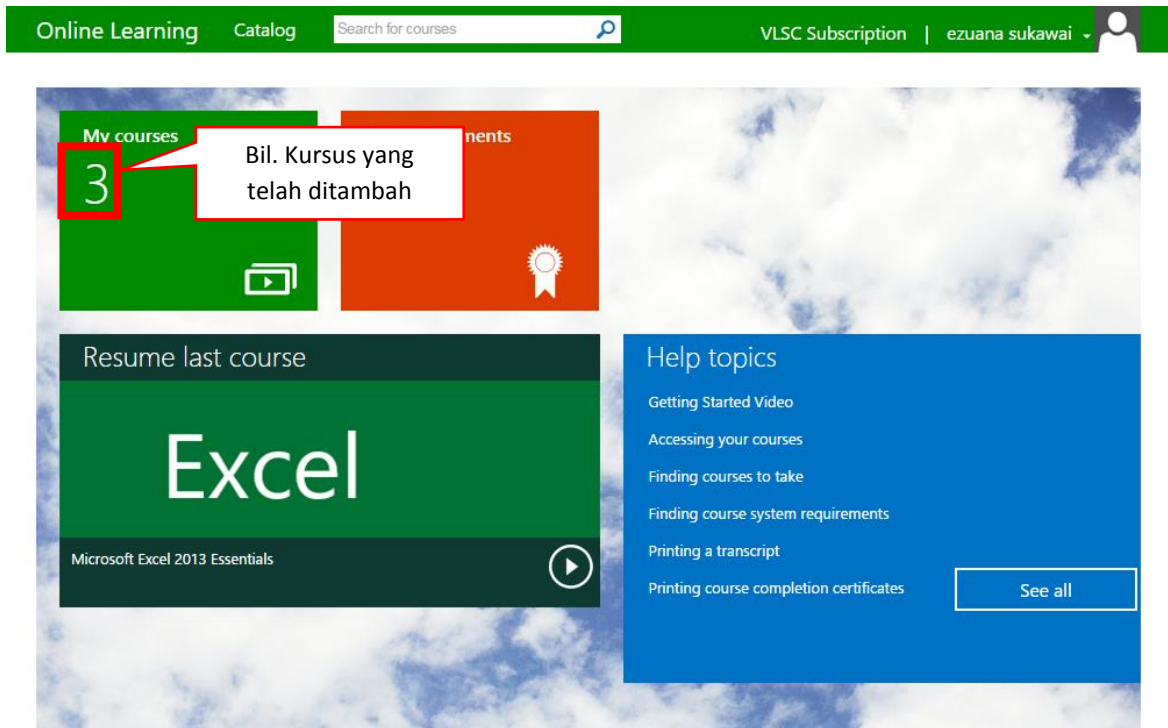 Online Learning Catalog Search for courses VLSC Subscription | ezuana sukawai
My courses
3
Bil. Kursus yang
telah ditambah
Resume last course
Excel
Microsoft Excel 2013 Essentials
Help topics
Getting Started Video
Accessing your courses
Finding courses to take
Finding course system requirements
Printing a transcript
Printing course completion certificates
See all